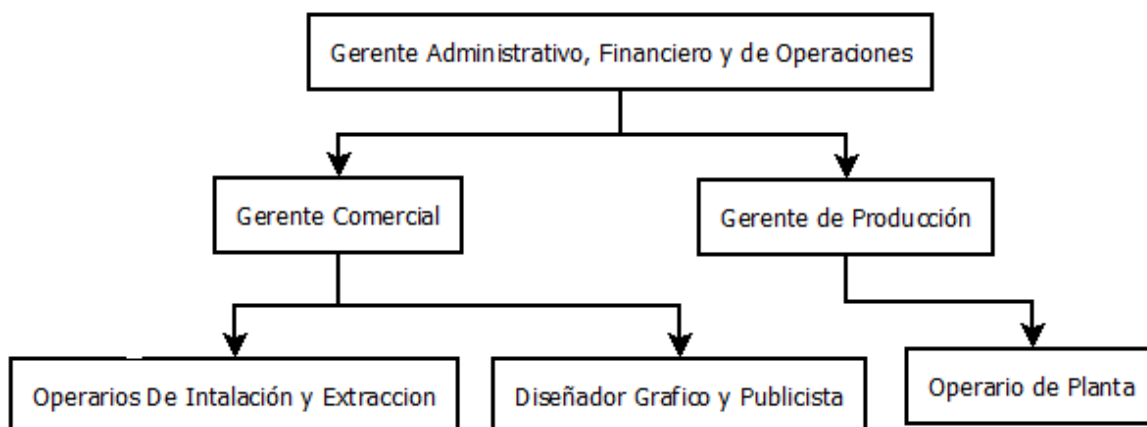 Gerente Administrativo, Financiero y de Operaciones
Gerente Comercial
Gerente de Producción
Operarios De Intalación y Extraccion
Diseñador Grafico y Publicista
Operario de Planta